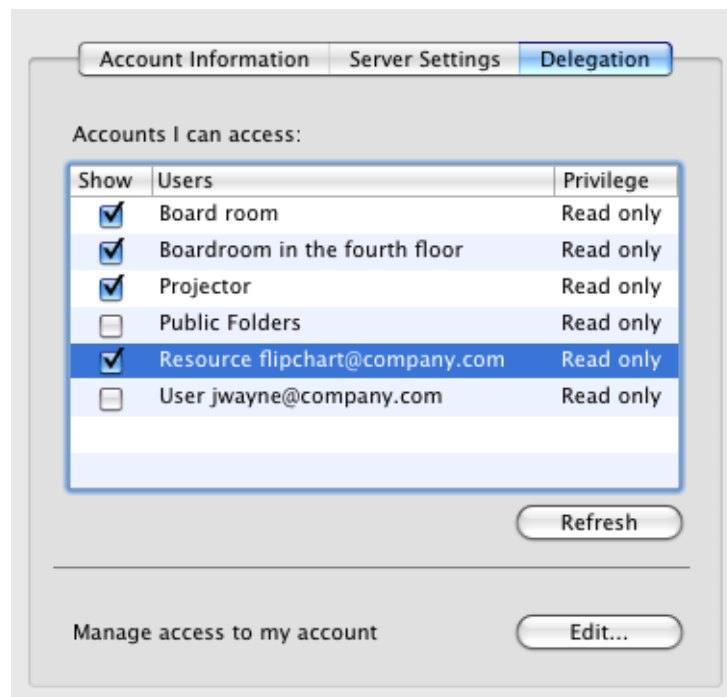 Account Information Server Settings Delegation
Accounts I can access:
Show Users Privilege
Board room Read only
Boardroom in the fourth floor Read only
Projector Read only
Public Folders Read only
Resource flipchart@company.com Read only
User jwayne@company.com Read only
Refresh
Manage access to my account Edit...